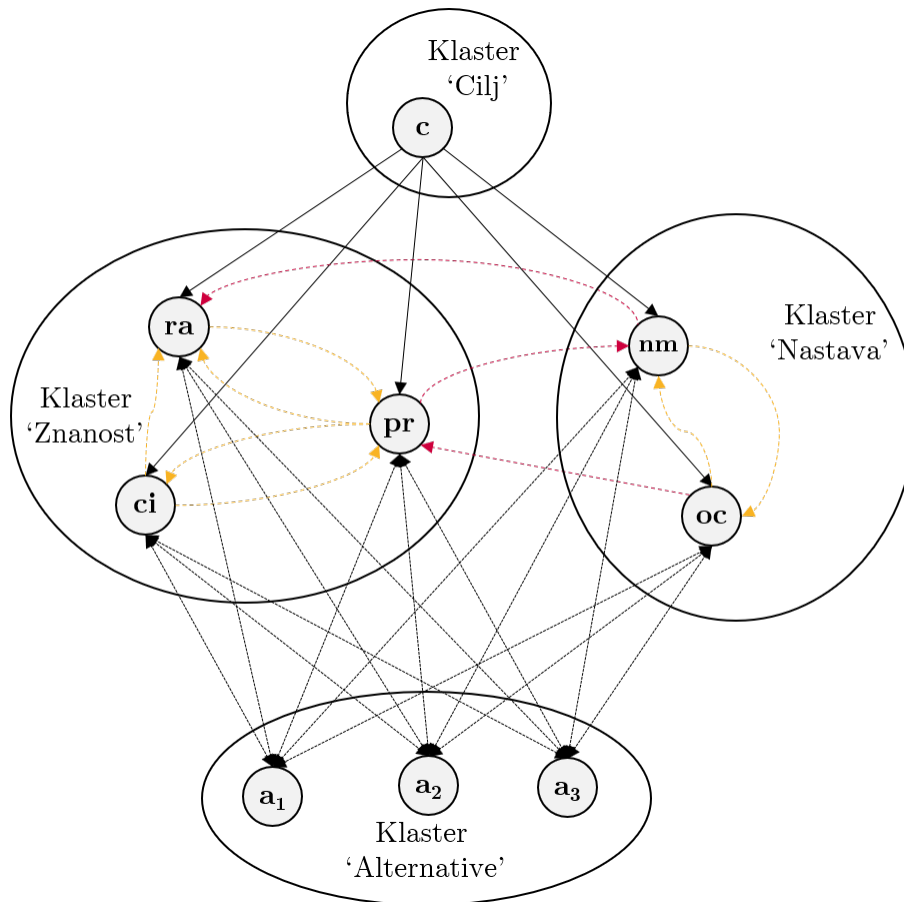 Klaster
‘Cilj’
c
ra
Klaster
‘Nastava’
nm
Klaster
‘Znanost’
pr
ci
oc
a₁
a₂
a₃
Klaster
‘Alternative’